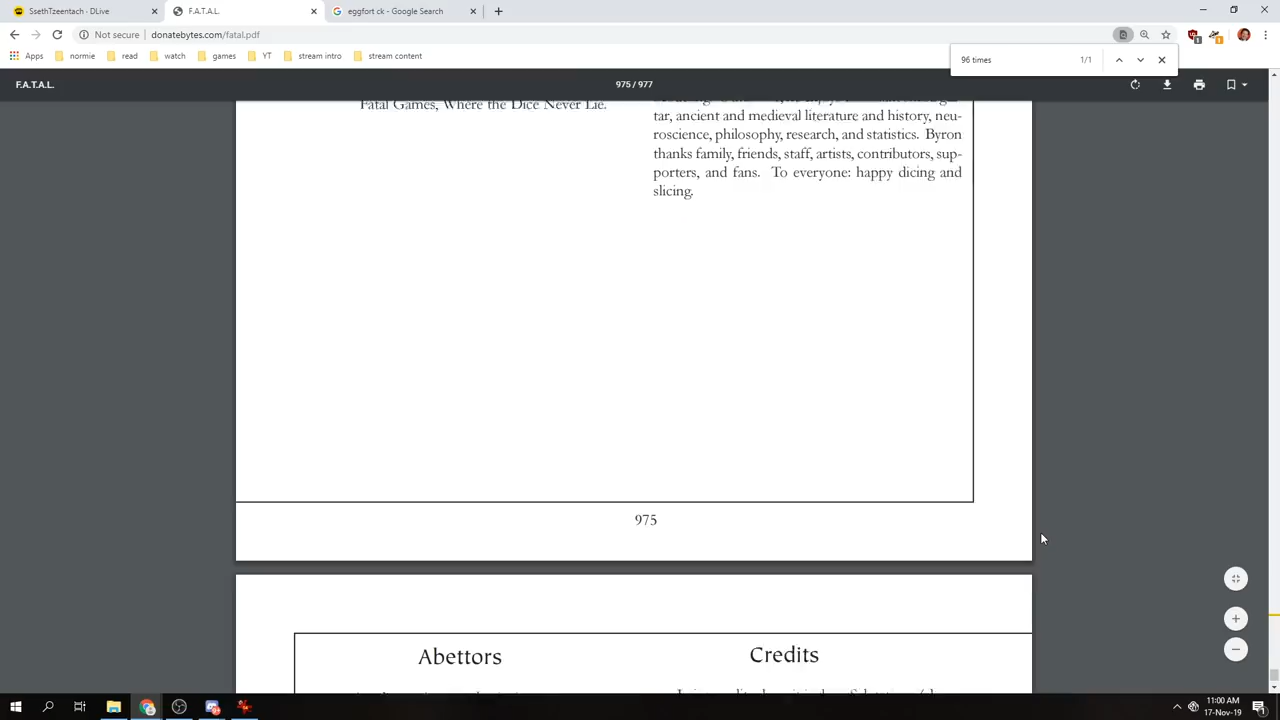 SsethTzeentach - DLive
F.A.T.A.L.
eggfort ck - Google Search
Not secure
donatebytes.com/fatal.pdf
Apps
normie
read
watch
games
YT
stream intro
stream content
96 times
1/1
F.A.T.A.L.
975 / 977
Fatal Games, Where the Dice Never Lie.
tar, ancient and medieval literature and history, neu-
roscience, philosophy, research, and statistics. Byron
thanks family, friends, staff, artists, contributors, sup-
porters, and fans. To everyone: happy dicing and
slicing.
975
Abettors
Credits
11:00 AM
17-Nov-19